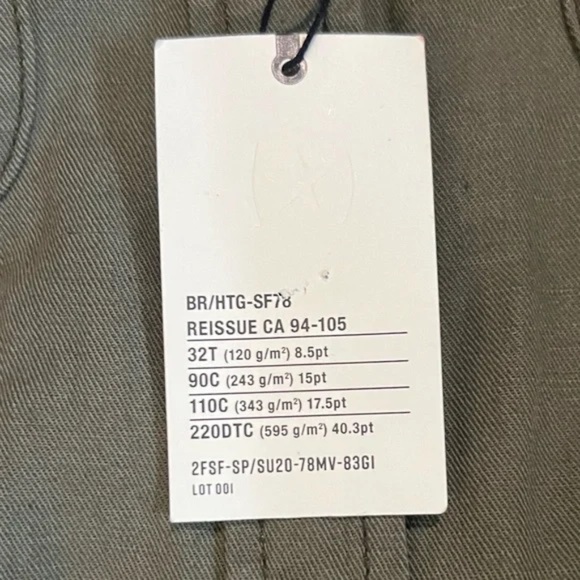 BR/HTG-SF78
REISSUE CA 94-105
32T (120 g/m²) 8.5pt
90C (243 g/m²) 15pt
110C (343 g/m²) 17.5pt
220DTC (595 g/m²) 40.3pt
2FSF-SP/SU20-78MV-83GI
LOT 001